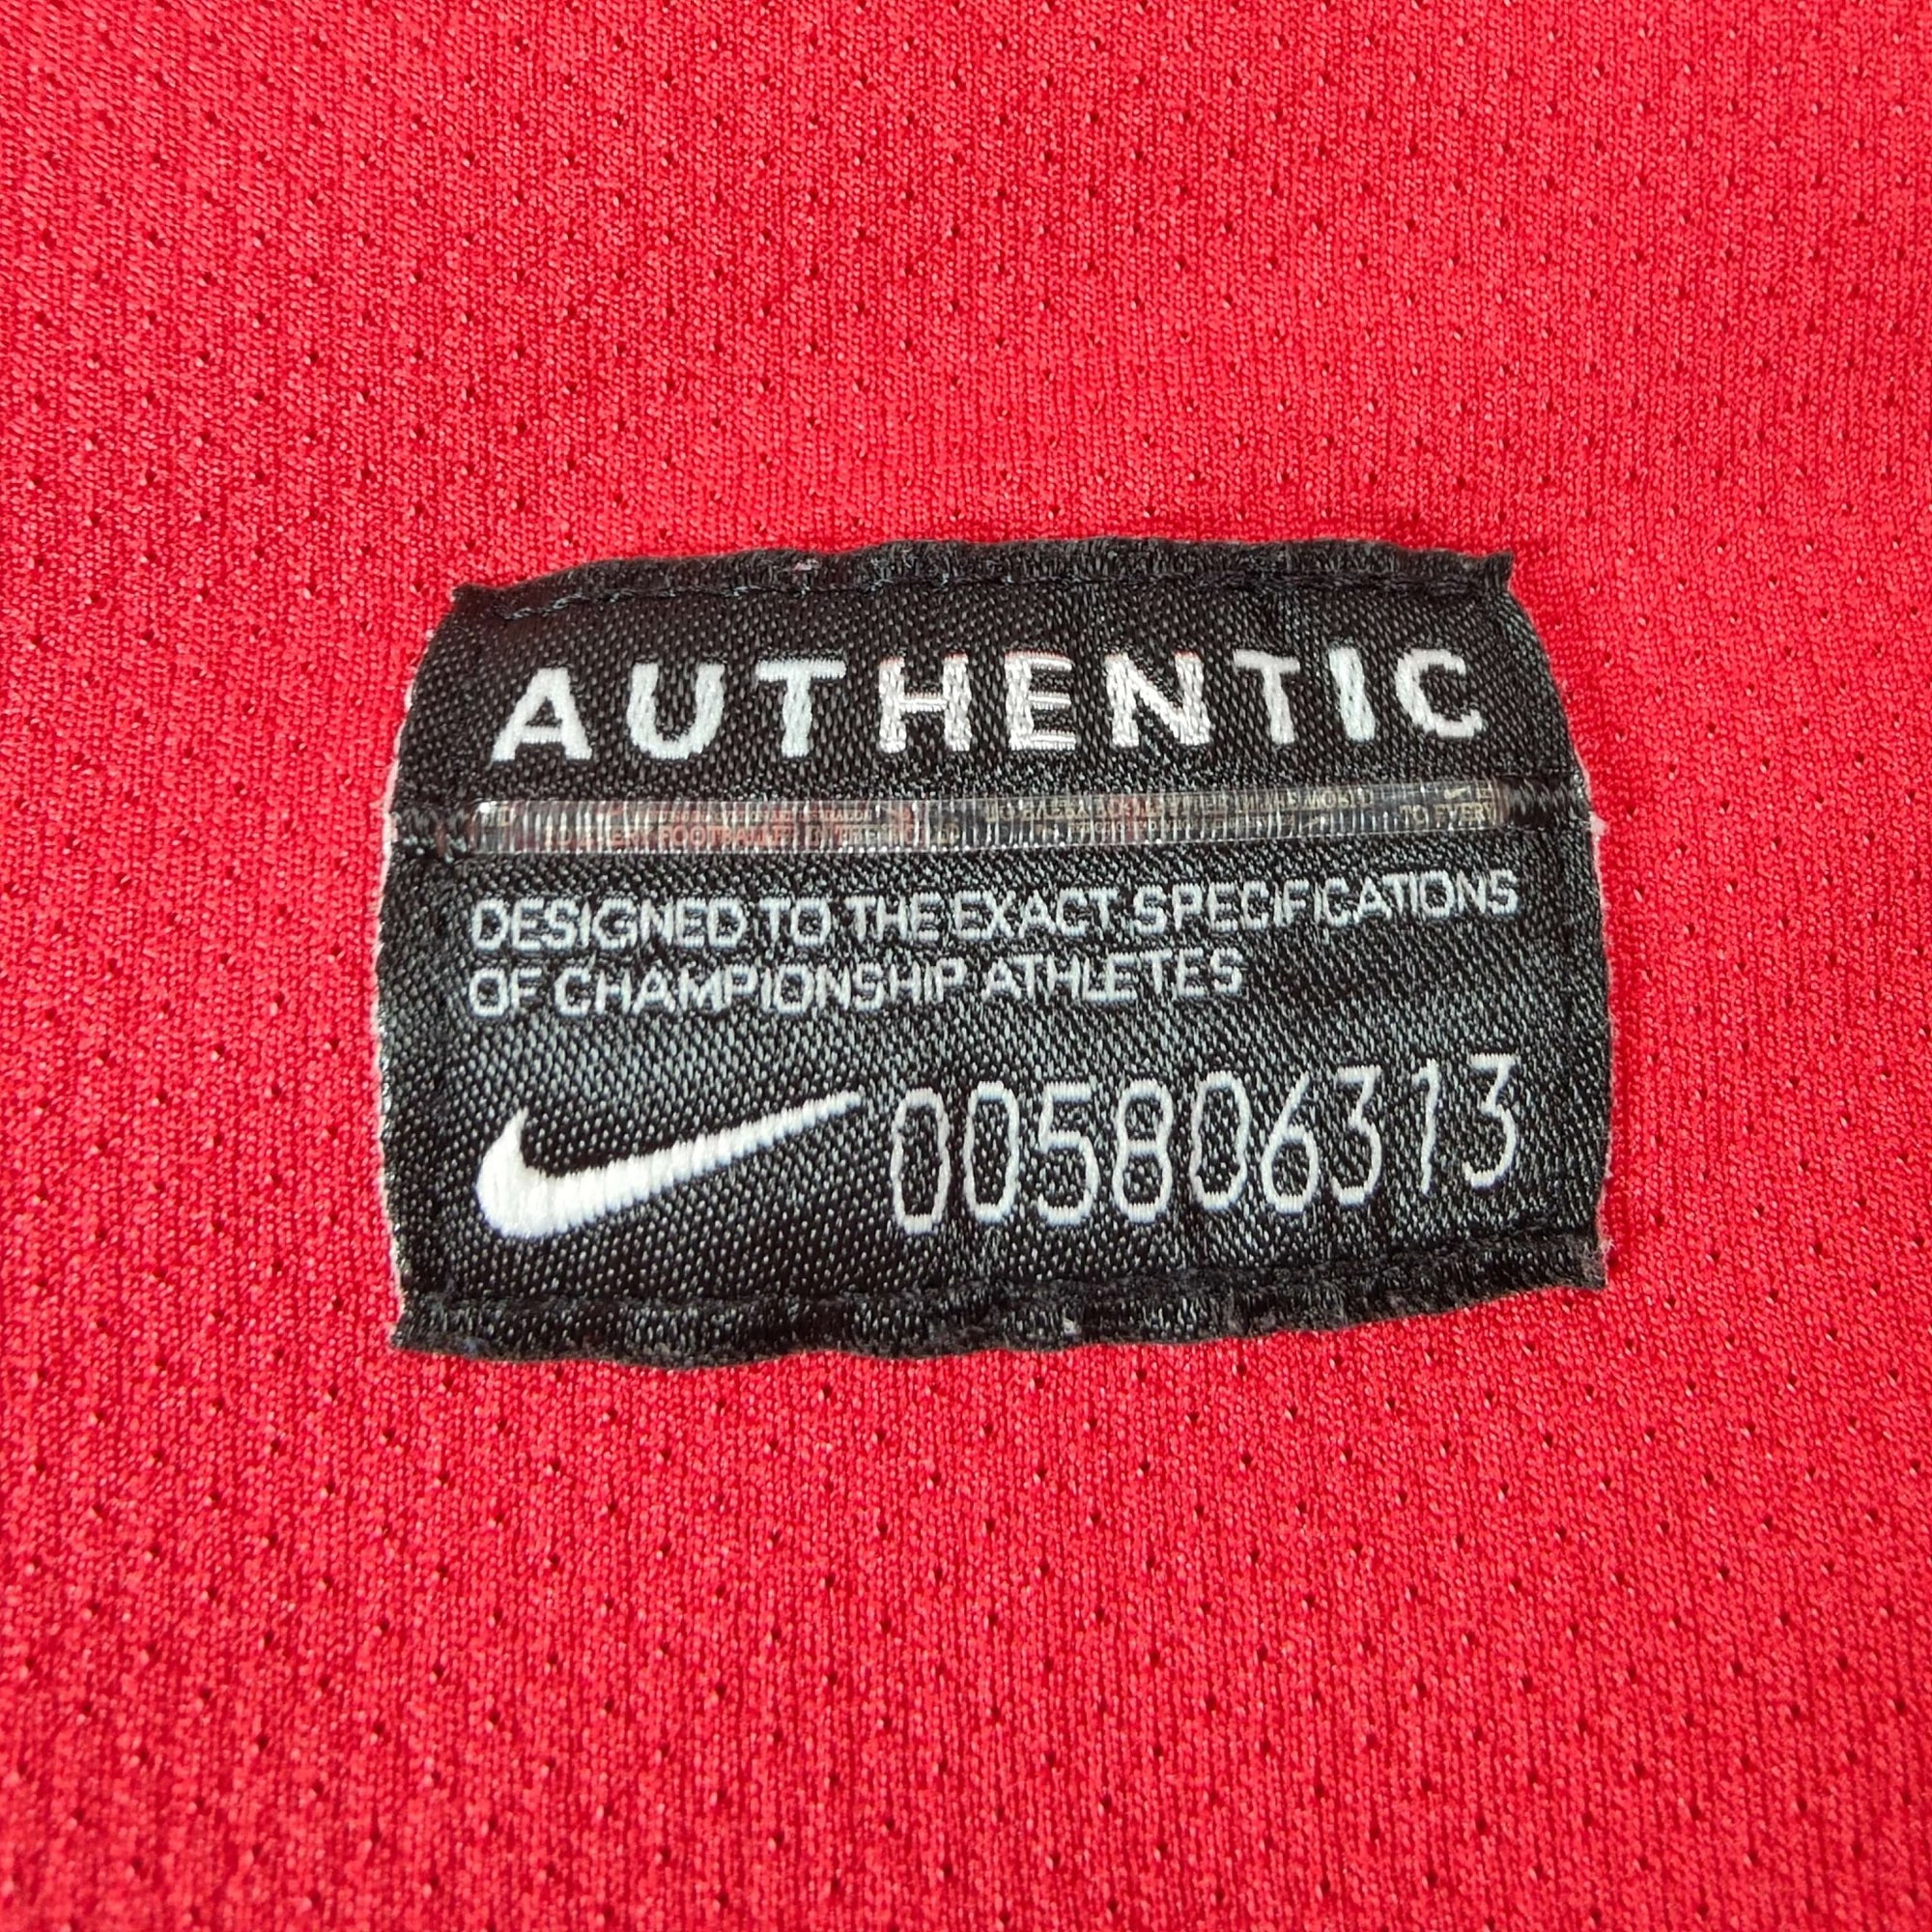 AUTHENTIC
DESIGNED TO THE EXACT SPECIFICATIONS
OF CHAMPIONSHIP ATHLETES
005806313